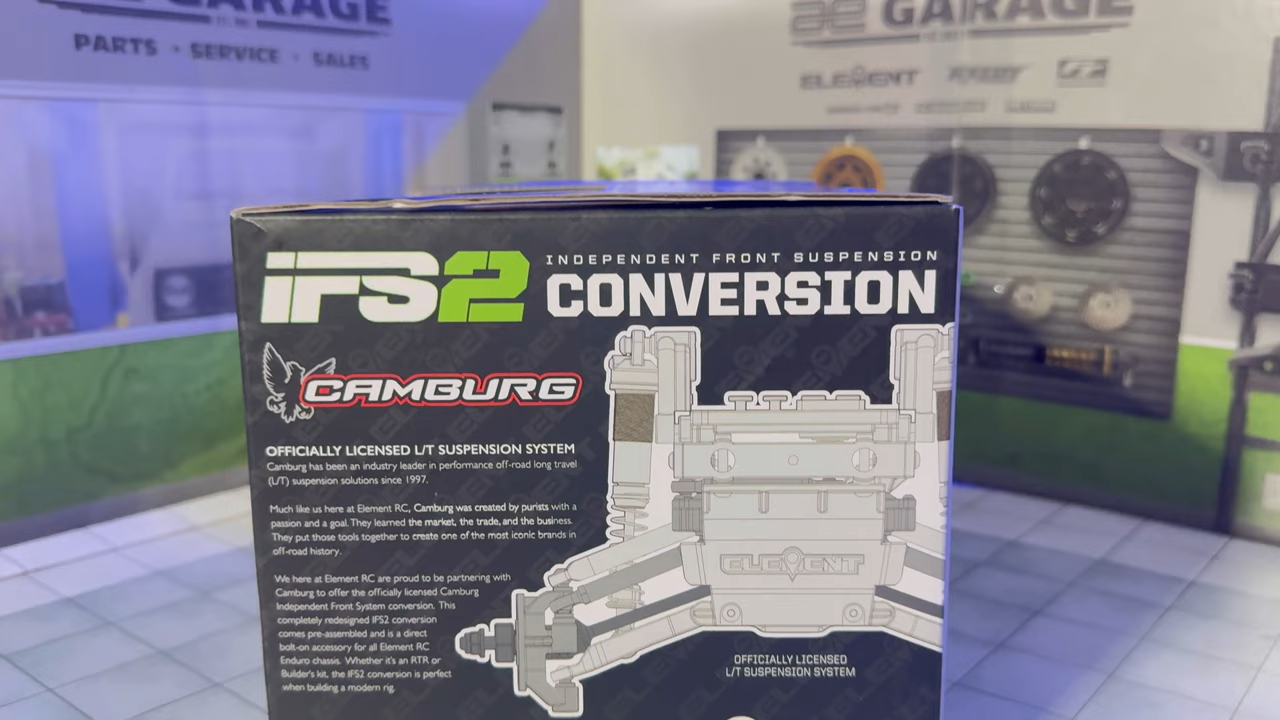 GARAGE
PARTS • SERVICE • SALES
ae GARAGE
ELEMENT
iFS2
INDEPENDENT FRONT SUSPENSION
CONVERSION
CAMBURG
OFFICIALLY LICENSED L/T SUSPENSION SYSTEM
Camburg has been an industry leader in performance off-road long travel
(L/T) suspension solutions since 1997.
Much like us here at Element RC, Camburg was created by purists with a
passion and a goal. They learned the market, the trade, and the business.
They put those tools together to create one of the most iconic brands in
off-road history.
We here at Element RC are proud to be partnering with
Camburg to offer the officially licensed Camburg
Independent Front System conversion. This
completely redesigned IFS2 conversion
comes pre-assembled and is a direct
bolt-on accessory for all Element RC
Enduro chassis. Whether it's an RTR or
Builder's kit, the IFS2 conversion is perfect
when building a modern rig.
ELEMENT
OFFICIALLY LICENSED
L/T SUSPENSION SYSTEM